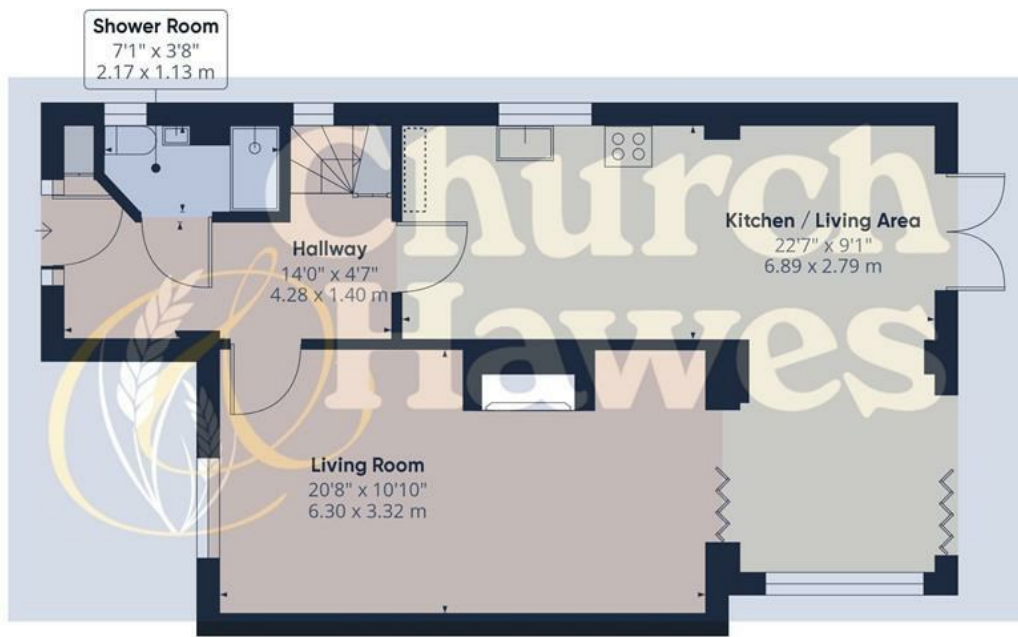 Shower Room
7'1" x 3'8"
2.17 x 1.13 m
Church
& Hawes
Kitchen / Living Area
22'7" x 9'1"
6.89 x 2.79 m
Hallway
14'0" x 4'7"
4.28 x 1.40 m
Living Room
20'8" x 10'10"
6.30 x 3.32 m